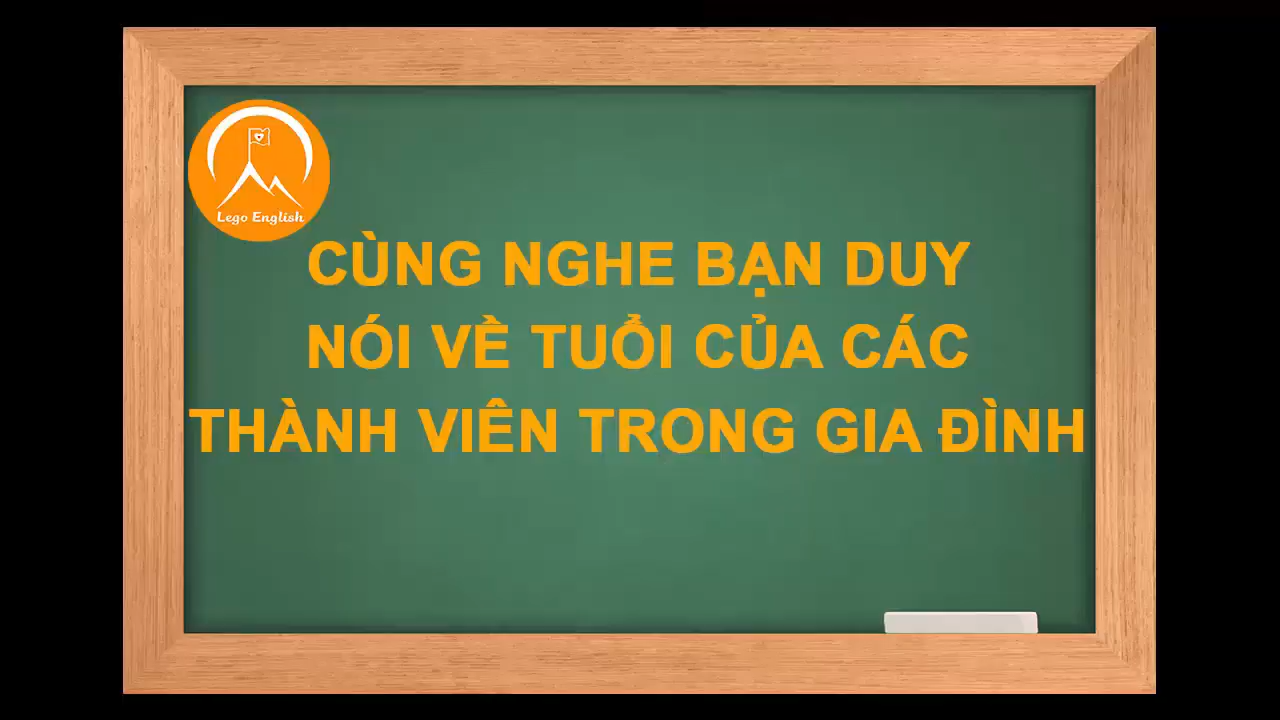 Lego English
CÙNG NGHE BẠN DUY
NÓI VỀ TUỔI CỦA CÁC
THÀNH VIÊN TRONG GIA ĐÌNH